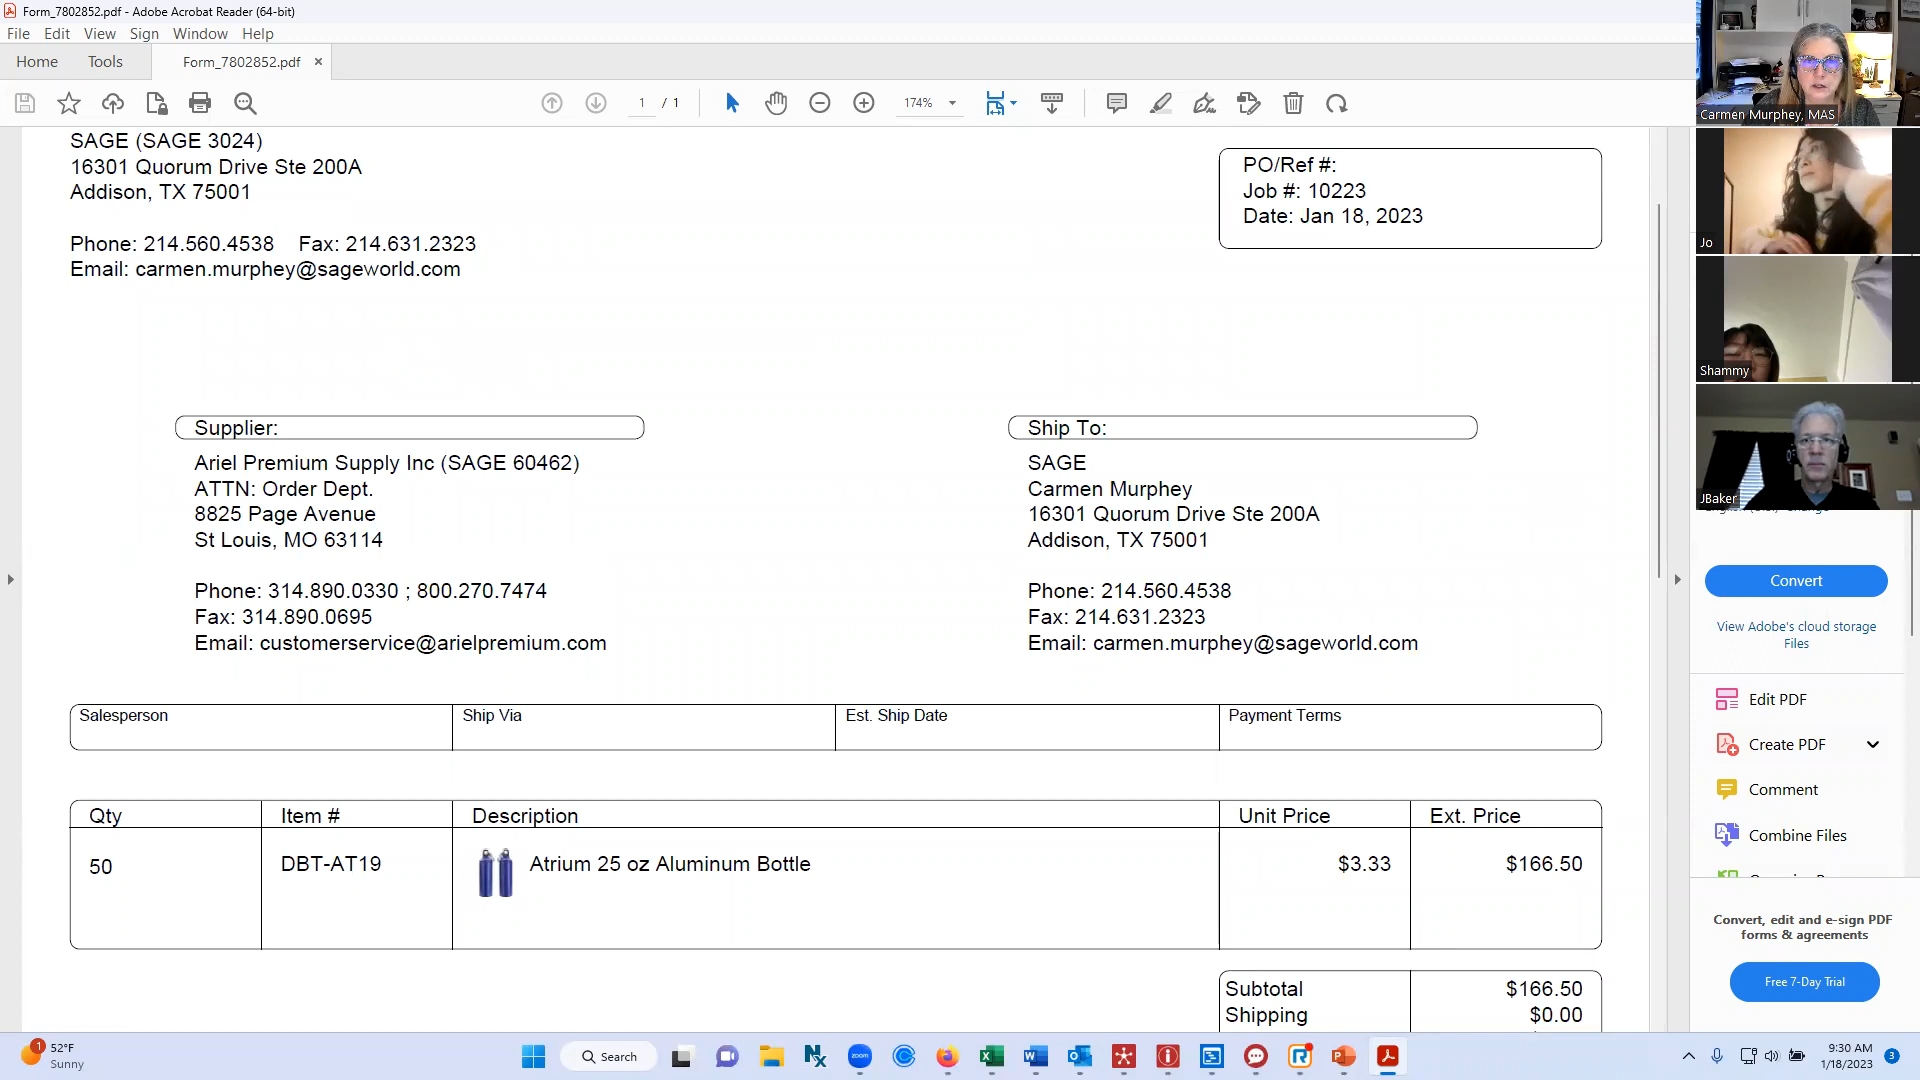 Form_7802852.pdf - Adobe Acrobat Reader (64-bit)
File Edit View Sign Window Help
Home Tools Form_7802852.pdf ×
1 / 1 174%
SAGE (SAGE 3024)
16301 Quorum Drive Ste 200A
Addison, TX 75001
Phone: 214.560.4538 Fax: 214.631.2323
Email: carmen.murphey@sageworld.com
PO/Ref #:
Job #: 10223
Date: Jan 18, 2023
Supplier:
Ariel Premium Supply Inc (SAGE 60462)
ATTN: Order Dept.
8825 Page Avenue
St Louis, MO 63114
Phone: 314.890.0330 ; 800.270.7474
Fax: 314.890.0695
Email: customerservice@arielpremium.com
Ship To:
SAGE
Carmen Murphey
16301 Quorum Drive Ste 200A
Addison, TX 75001
Phone: 214.560.4538
Fax: 214.631.2323
Email: carmen.murphey@sageworld.com
Salesperson Ship Via Est. Ship Date Payment Terms
Qty Item # Description Unit Price Ext. Price
50 DBT-AT19 Atrium 25 oz Aluminum Bottle $3.33 $166.50
Subtotal $166.50
Shipping $0.00
Carmen Murphey, MAS
Jo
Shammy
JBaker
Convert
View Adobe's cloud storage
Files
Edit PDF
Create PDF
Comment
Combine Files
Convert, edit and e-sign PDF
forms & agreements
Free 7-Day Trial
1
52°F
Sunny
Search
zoom
9:30 AM
1/18/2023
3